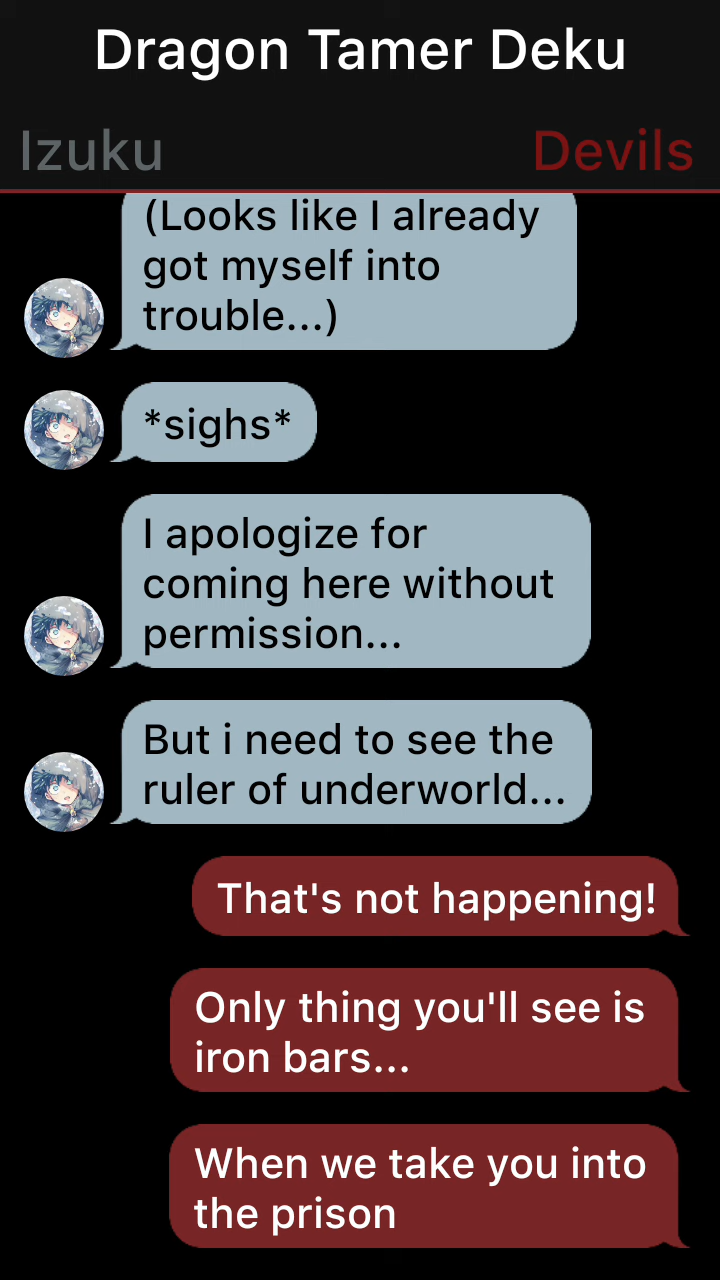 Dragon Tamer Deku
Izuku
Devils
(Looks like I already
got myself into
trouble...)
*sighs*
I apologize for
coming here without
permission...
But i need to see the
ruler of underworld...
That's not happening!
Only thing you'll see is
iron bars...
When we take you into
the prison